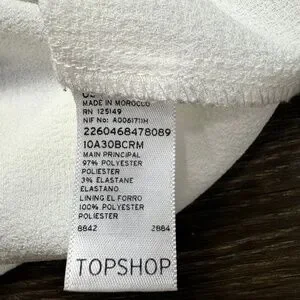 MADE IN MOROCCO
RN 125149
NIF No: A0061711H
2260468478089
10A30BCRM
MAIN PRINCIPAL
97% POLYESTER
POLIESTER
3% ELASTANE
ELASTANO
LINING EL FORRO
100% POLYESTER
POLIESTER
8842 2884
TOPSHOP